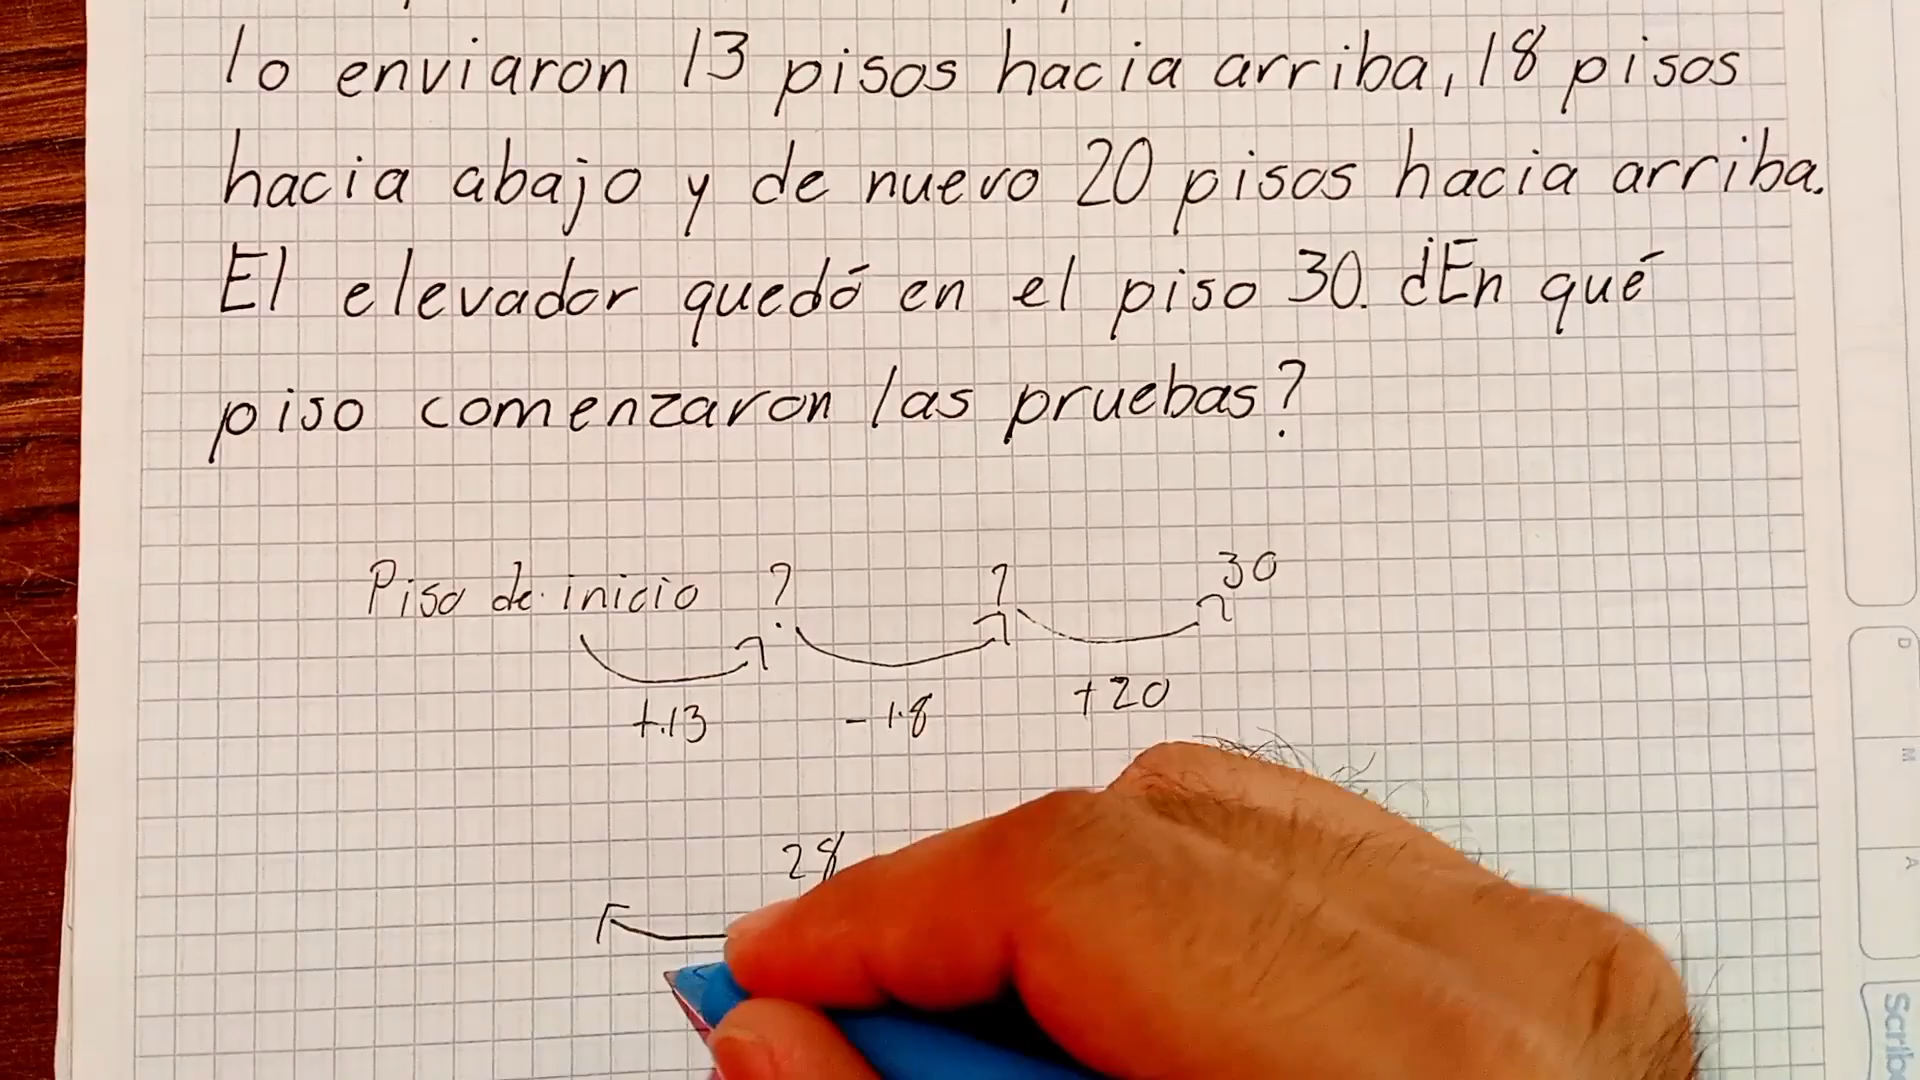 lo enviaron 13 pisos hacia arriba, 18 pisos
hacia abajo y de nuevo 20 pisos hacia arriba.
El elevador quedó en el piso 30. ¿En qué
piso comenzaron las pruebas?
Piso de inicio ? ? 30
+13 -18 +20
28
D
M
A
Scrib